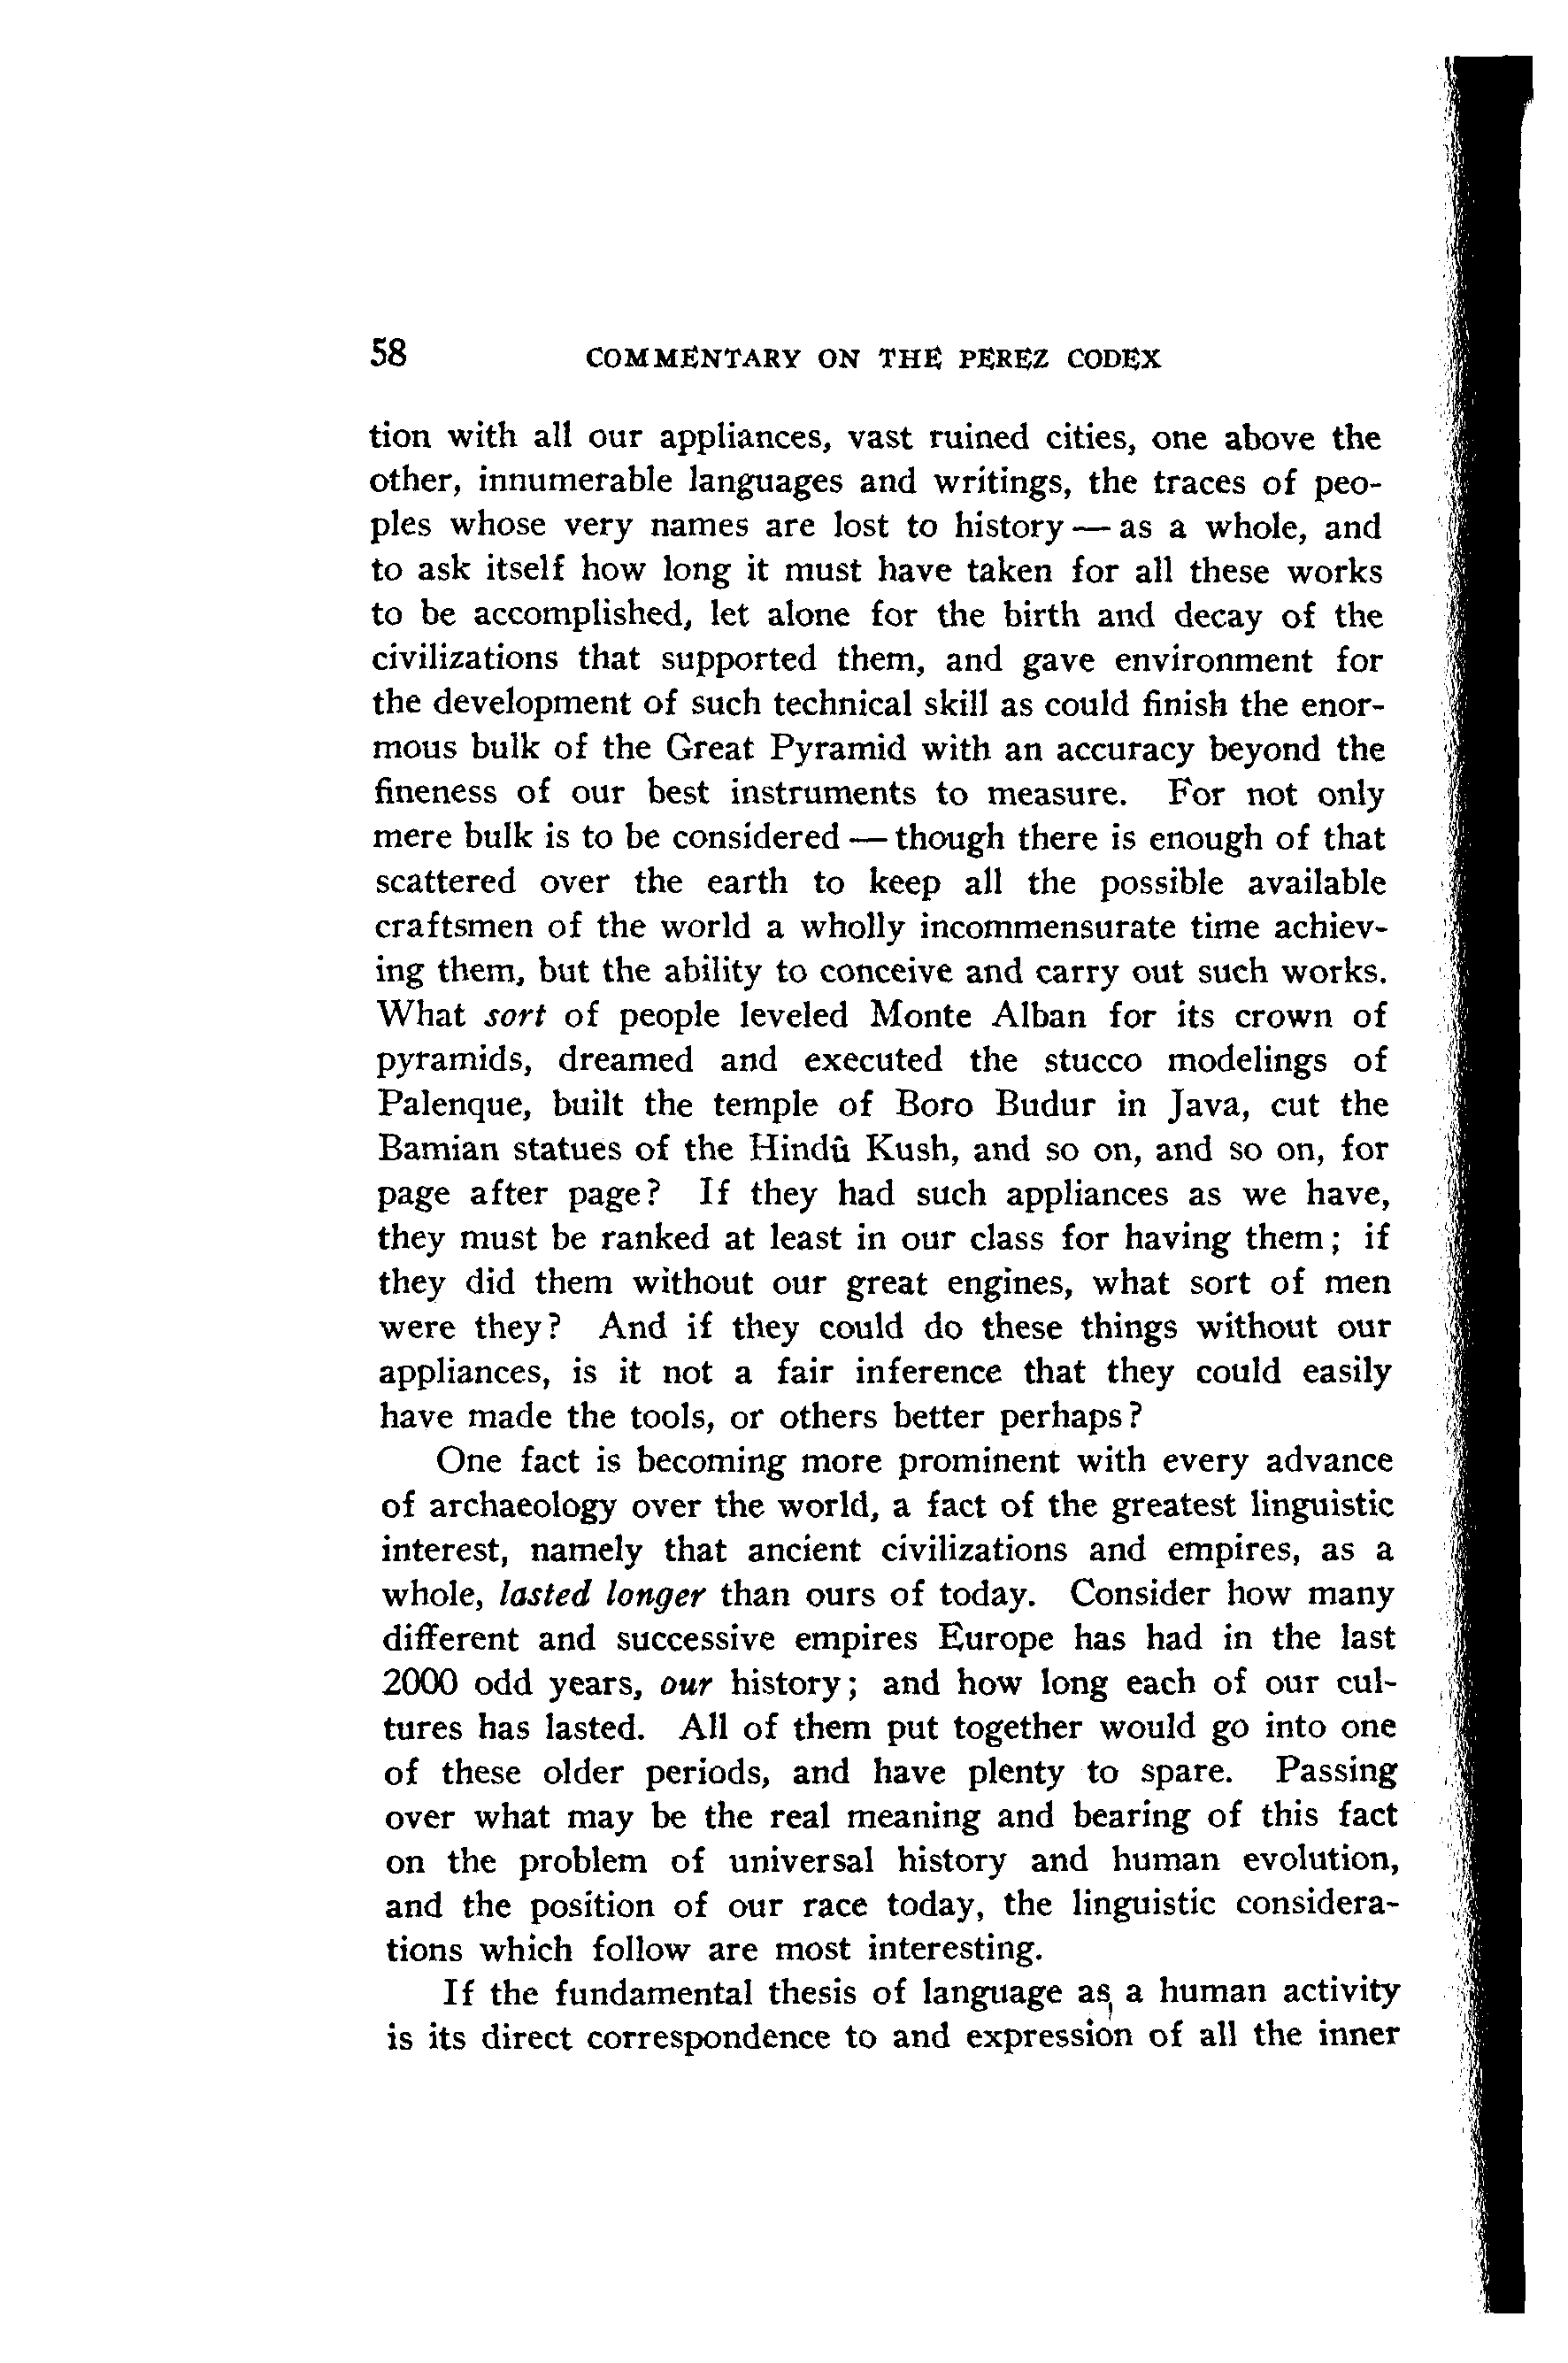 58 COMMENTARY ON THE PEREZ CODEX
tion with all our appliances, vast ruined cities, one above the
other, innumerable languages and writings, the traces of peo-
ples whose very names are lost to history — as a whole, and
to ask itself how long it must have taken for all these works
to be accomplished, let alone for the birth and decay of the
civilizations that supported them, and gave environment for
the development of such technical skill as could finish the enor-
mous bulk of the Great Pyramid with an accuracy beyond the
fineness of our best instruments to measure. For not only
mere bulk is to be considered — though there is enough of that
scattered over the earth to keep all the possible available
craftsmen of the world a wholly incommensurate time achiev-
ing them, but the ability to conceive and carry out such works.
What sort of people leveled Monte Alban for its crown of
pyramids, dreamed and executed the stucco modelings of
Palenque, built the temple of Boro Budur in Java, cut the
Bamian statues of the Hindû Kush, and so on, and so on, for
page after page? If they had such appliances as we have,
they must be ranked at least in our class for having them; if
they did them without our great engines, what sort of men
were they? And if they could do these things without our
appliances, is it not a fair inference that they could easily
have made the tools, or others better perhaps?
One fact is becoming more prominent with every advance
of archaeology over the world, a fact of the greatest linguistic
interest, namely that ancient civilizations and empires, as a
whole, lasted longer than ours of today. Consider how many
different and successive empires Europe has had in the last
2000 odd years, our history; and how long each of our cul-
tures has lasted. All of them put together would go into one
of these older periods, and have plenty to spare. Passing
over what may be the real meaning and bearing of this fact
on the problem of universal history and human evolution,
and the position of our race today, the linguistic considera-
tions which follow are most interesting.
If the fundamental thesis of language as a human activity
is its direct correspondence to and expression of all the inner